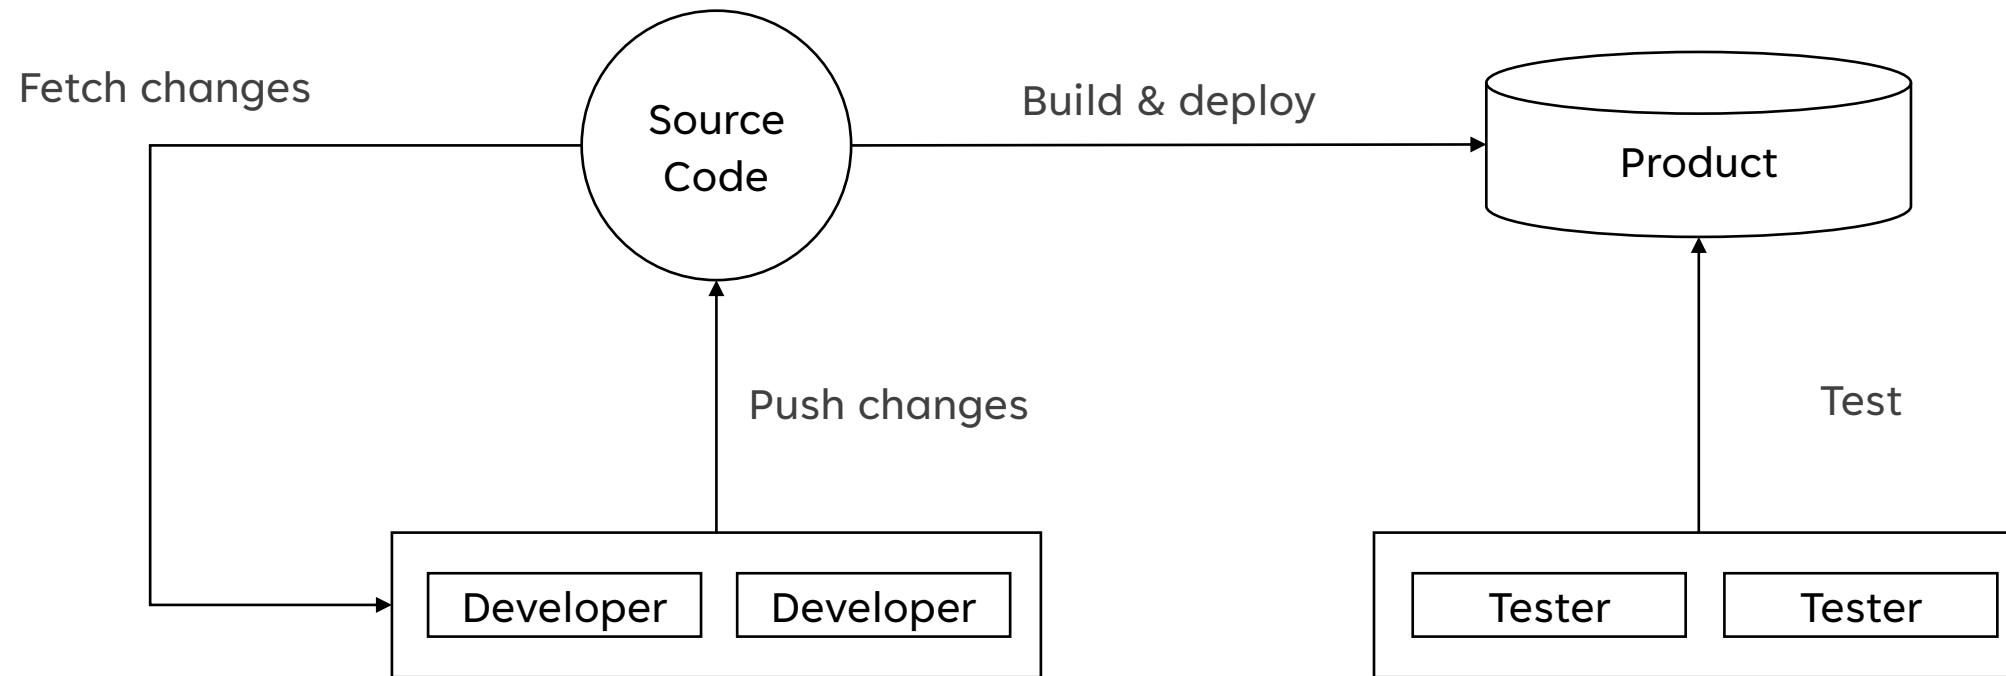 Fetch changes
Source
Code
Build & deploy
Product
Push changes
Test
Developer
Developer
Tester
Tester